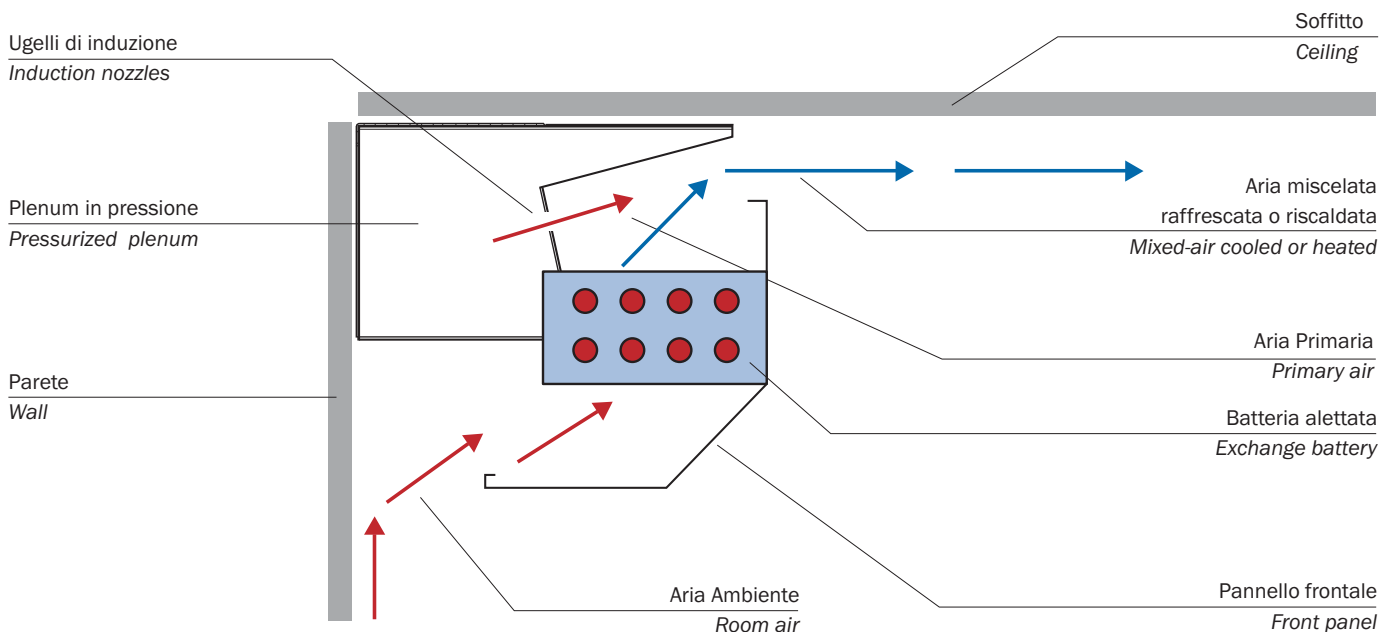 Ugelli di induzione
Induction nozzles
Soffitto
Ceiling
Plenum in pressione
Pressurized plenum
Aria miscelata
raffrescata o riscaldata
Mixed-air cooled or heated
Parete
Wall
Aria Primaria
Primary air
Batteria alettata
Exchange battery
Aria Ambiente
Room air
Pannello frontale
Front panel